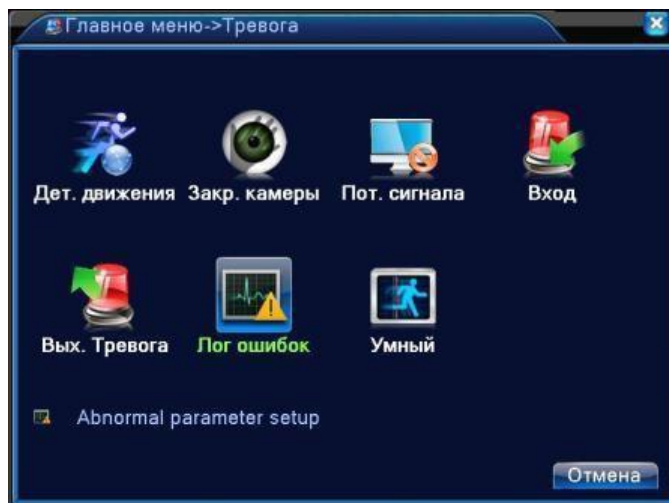 Главное меню->Тревога
Дет. движения Закр. камеры Пот. сигнала Вход
Вых. Тревога Лог ошибок Умный
Abnormal parameter setup
Отмена